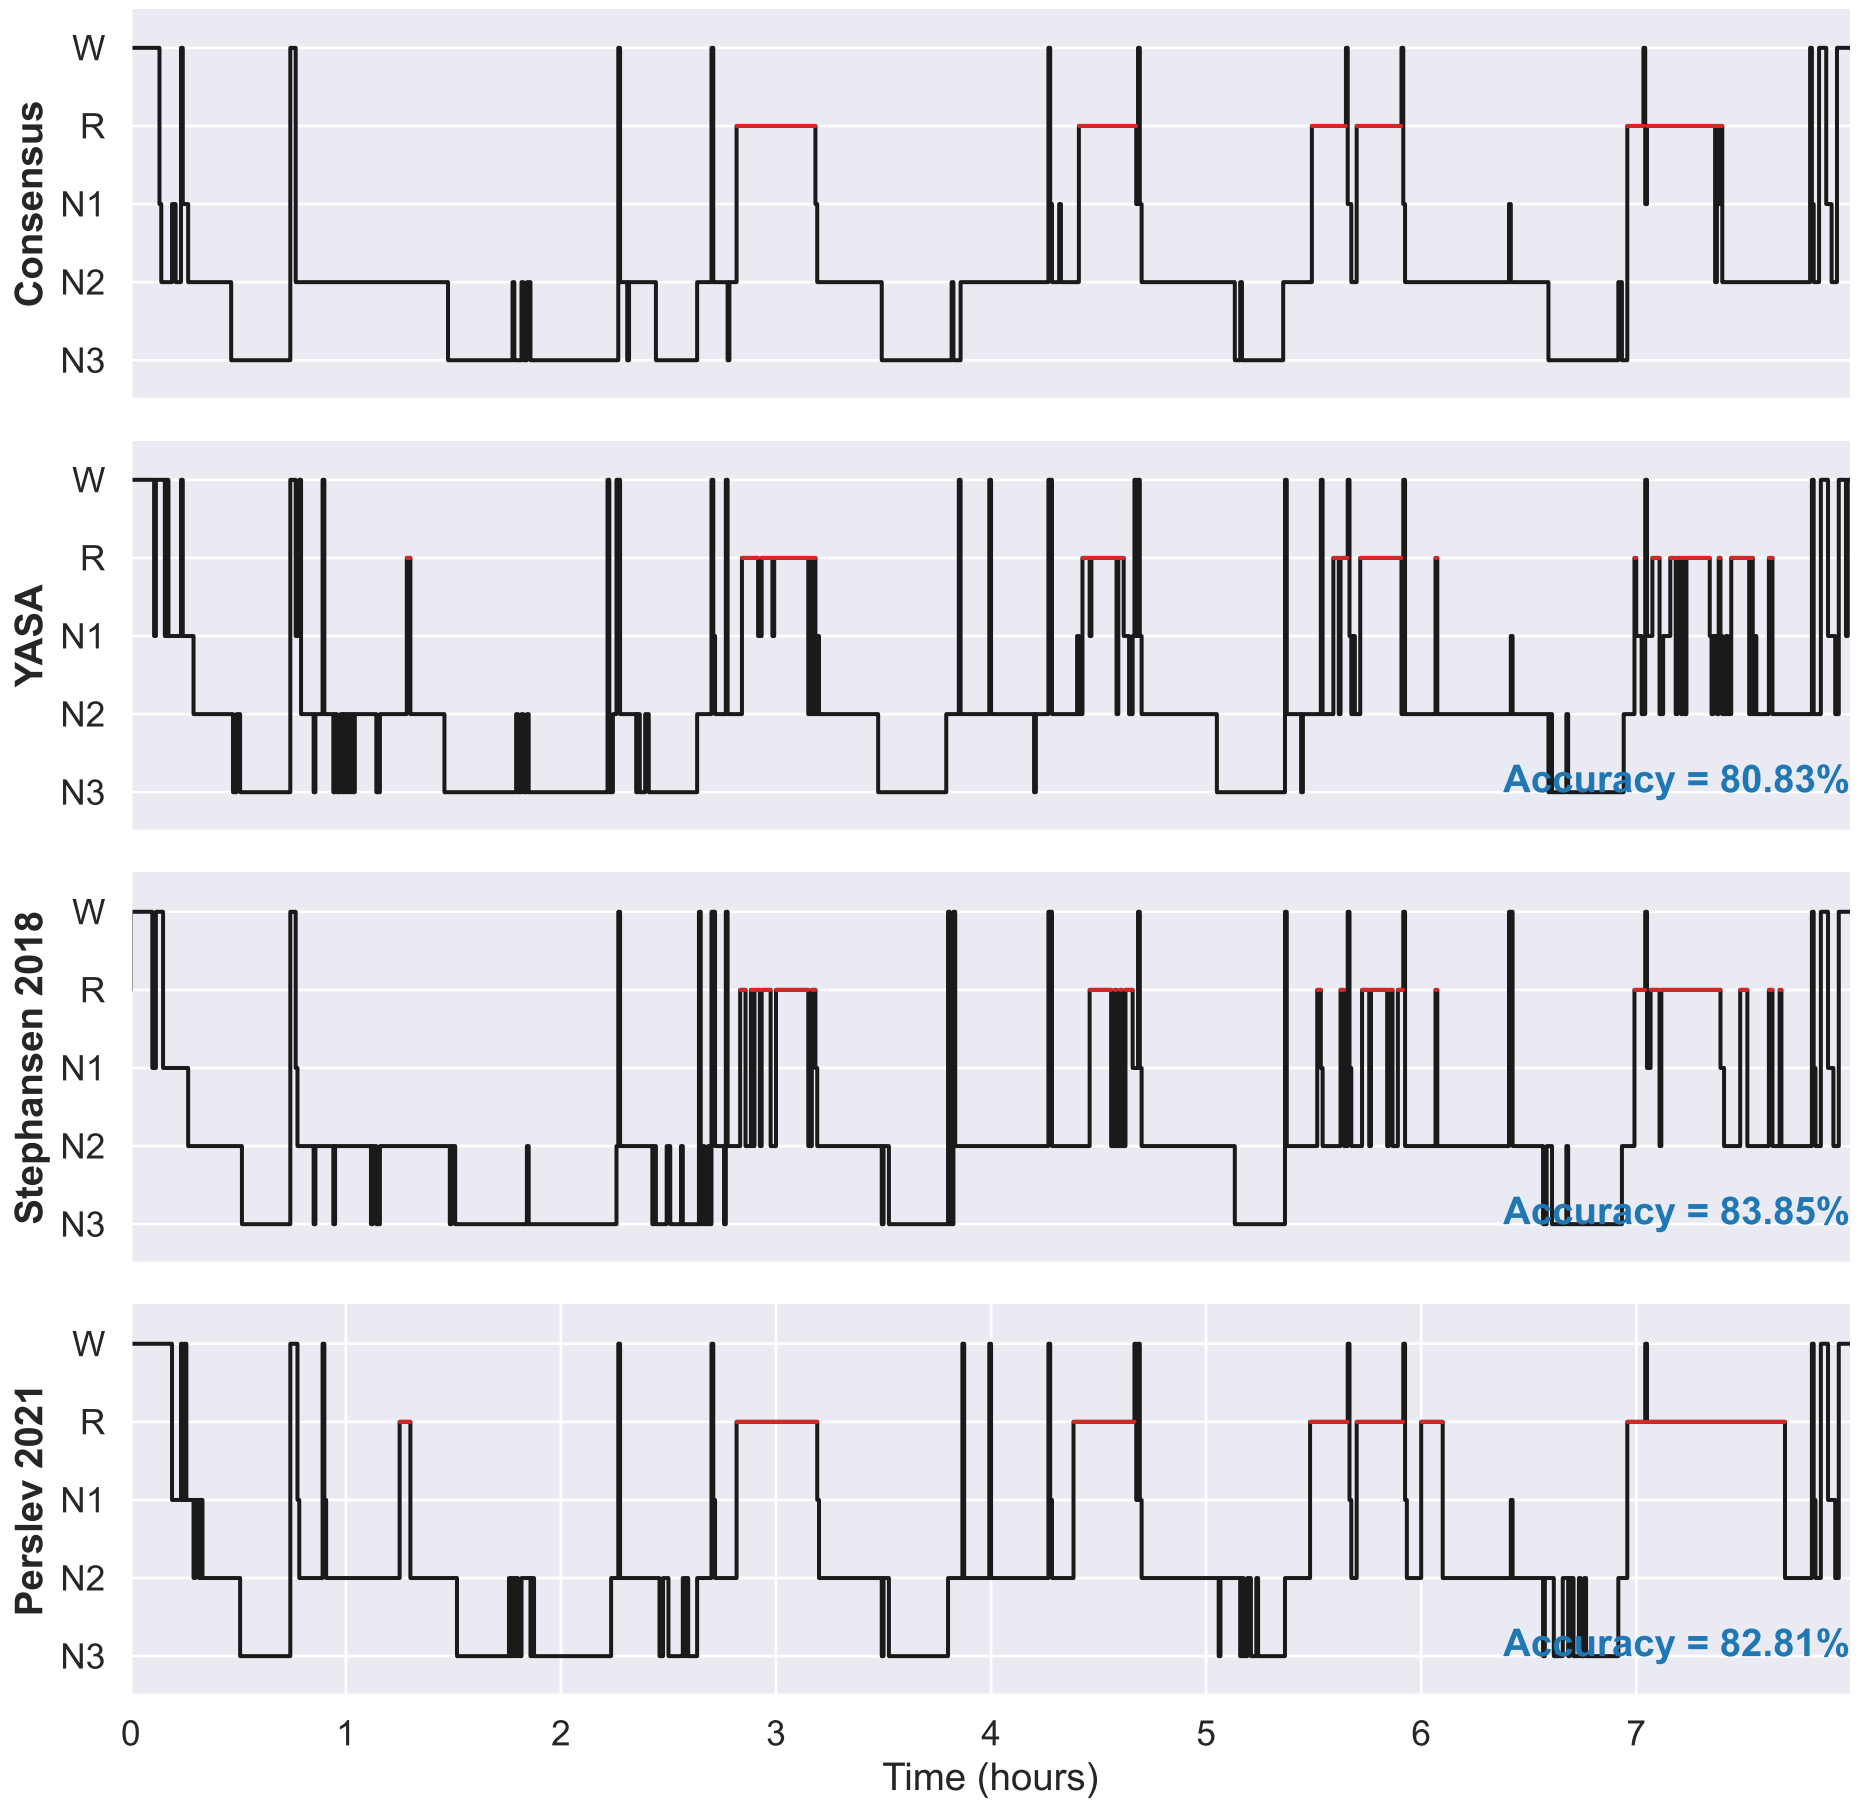 Consensus
W
R
N1
N2
N3
YASA
W
R
N1
N2
N3
Accuracy = 80.83%
Stephansen 2018
W
R
N1
N2
N3
Accuracy = 83.85%
Perslev 2021
W
R
N1
N2
N3
Accuracy = 82.81%
0 1 2 3 4 5 6 7
Time (hours)